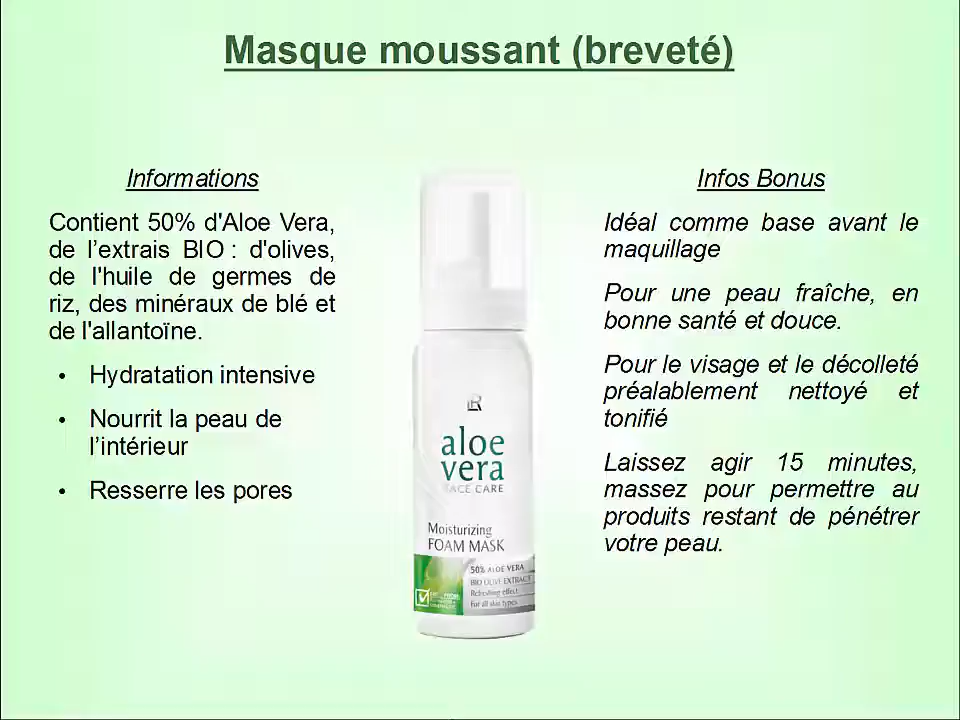 Masque moussant (breveté)
Informations
Contient 50% d'Aloe Vera,
de l’extrais BIO : d'olives,
de l'huile de germes de
riz, des minéraux de blé et
de l'allantoïne.
• Hydratation intensive
• Nourrit la peau de
l’intérieur
• Resserre les pores
LR
aloe
vera
FACE CARE
Moisturizing
FOAM MASK
50% ALOE VERA
BIO OLIVE EXTRACT
Refreshing effect
For all skin types
Infos Bonus
Idéal comme base avant le
maquillage
Pour une peau fraîche, en
bonne santé et douce.
Pour le visage et le décolleté
préalablement nettoyé et
tonifié
Laissez agir 15 minutes,
massez pour permettre au
produits restant de pénétrer
votre peau.